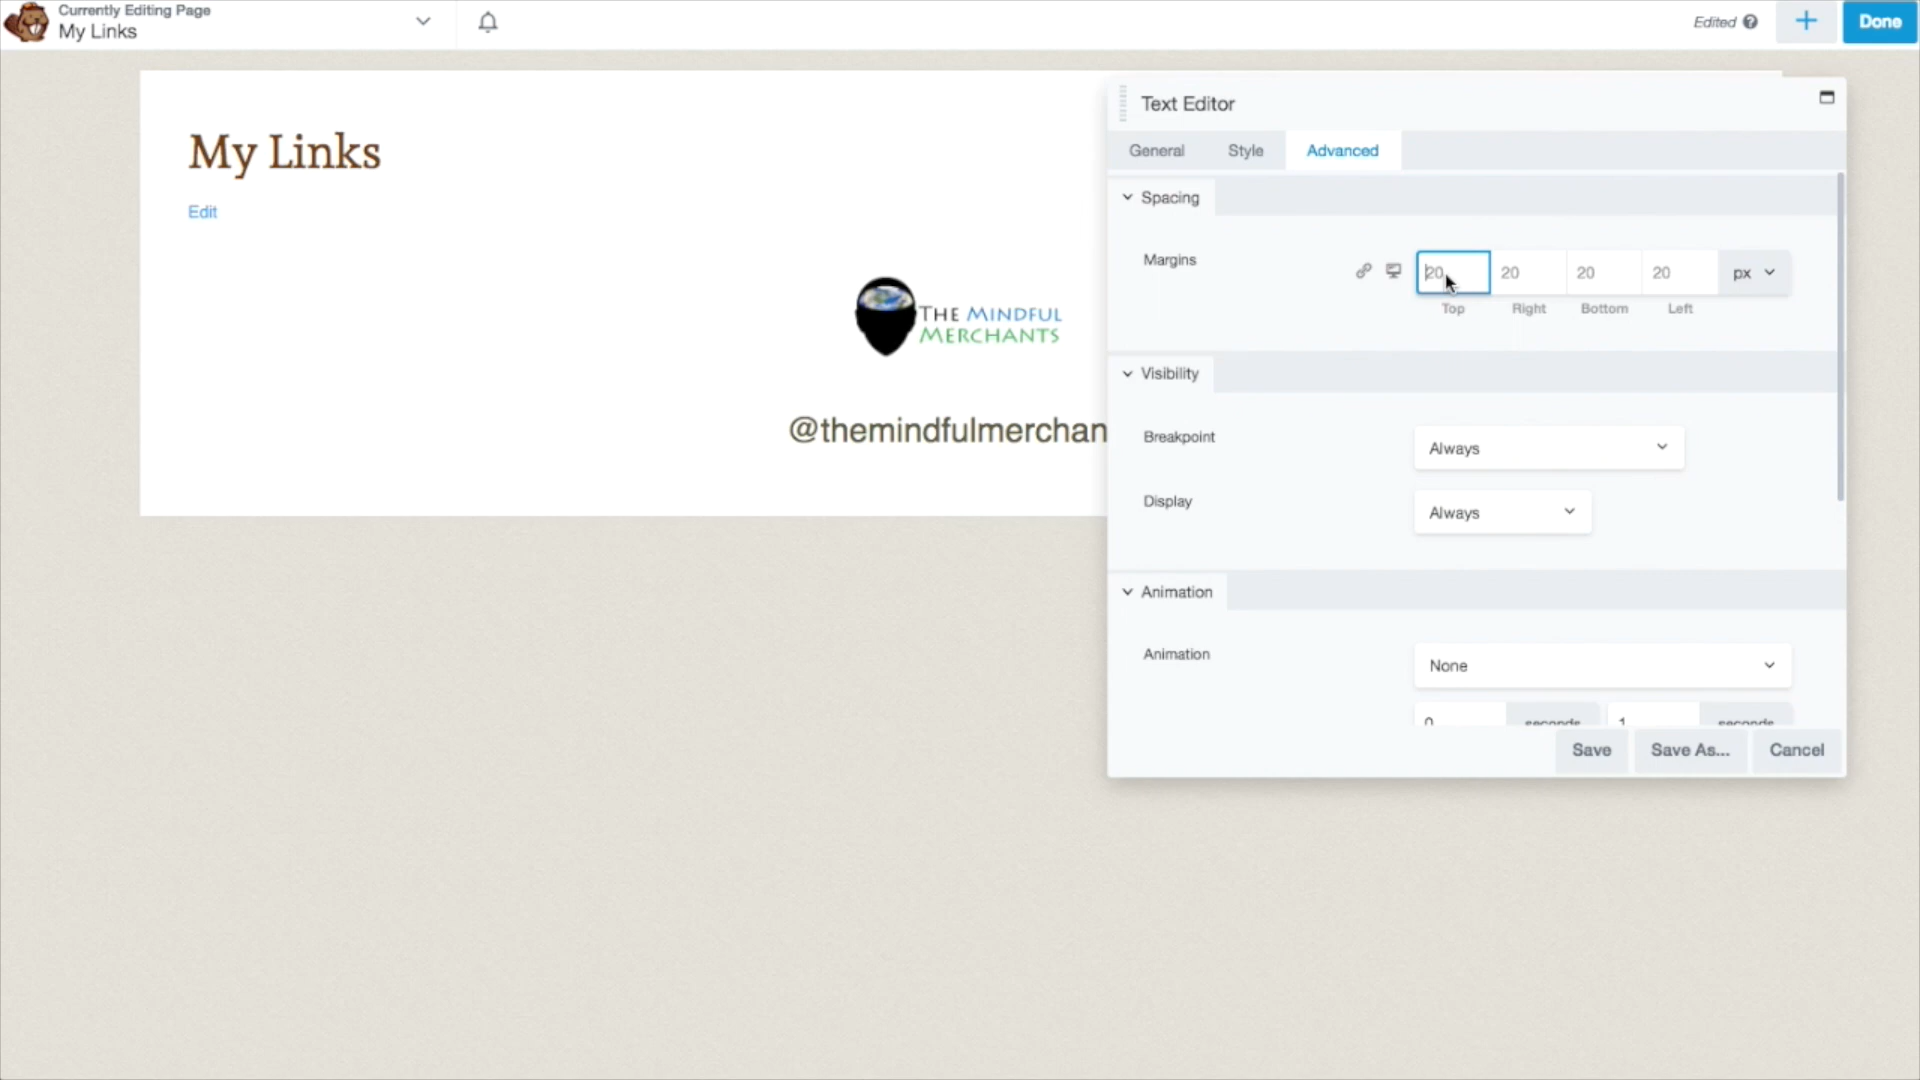 Currently Editing Page
My Links
Edited
Done
My Links
Edit
THE MINDFUL
MERCHANTS
@themindfulmerchan
Text Editor
General Style Advanced
Spacing
Margins 20 20 20 20 px
Top Right Bottom Left
Visibility
Breakpoint Always
Display Always
Animation
Animation None
0 seconds 1 seconds
Save Save As... Cancel